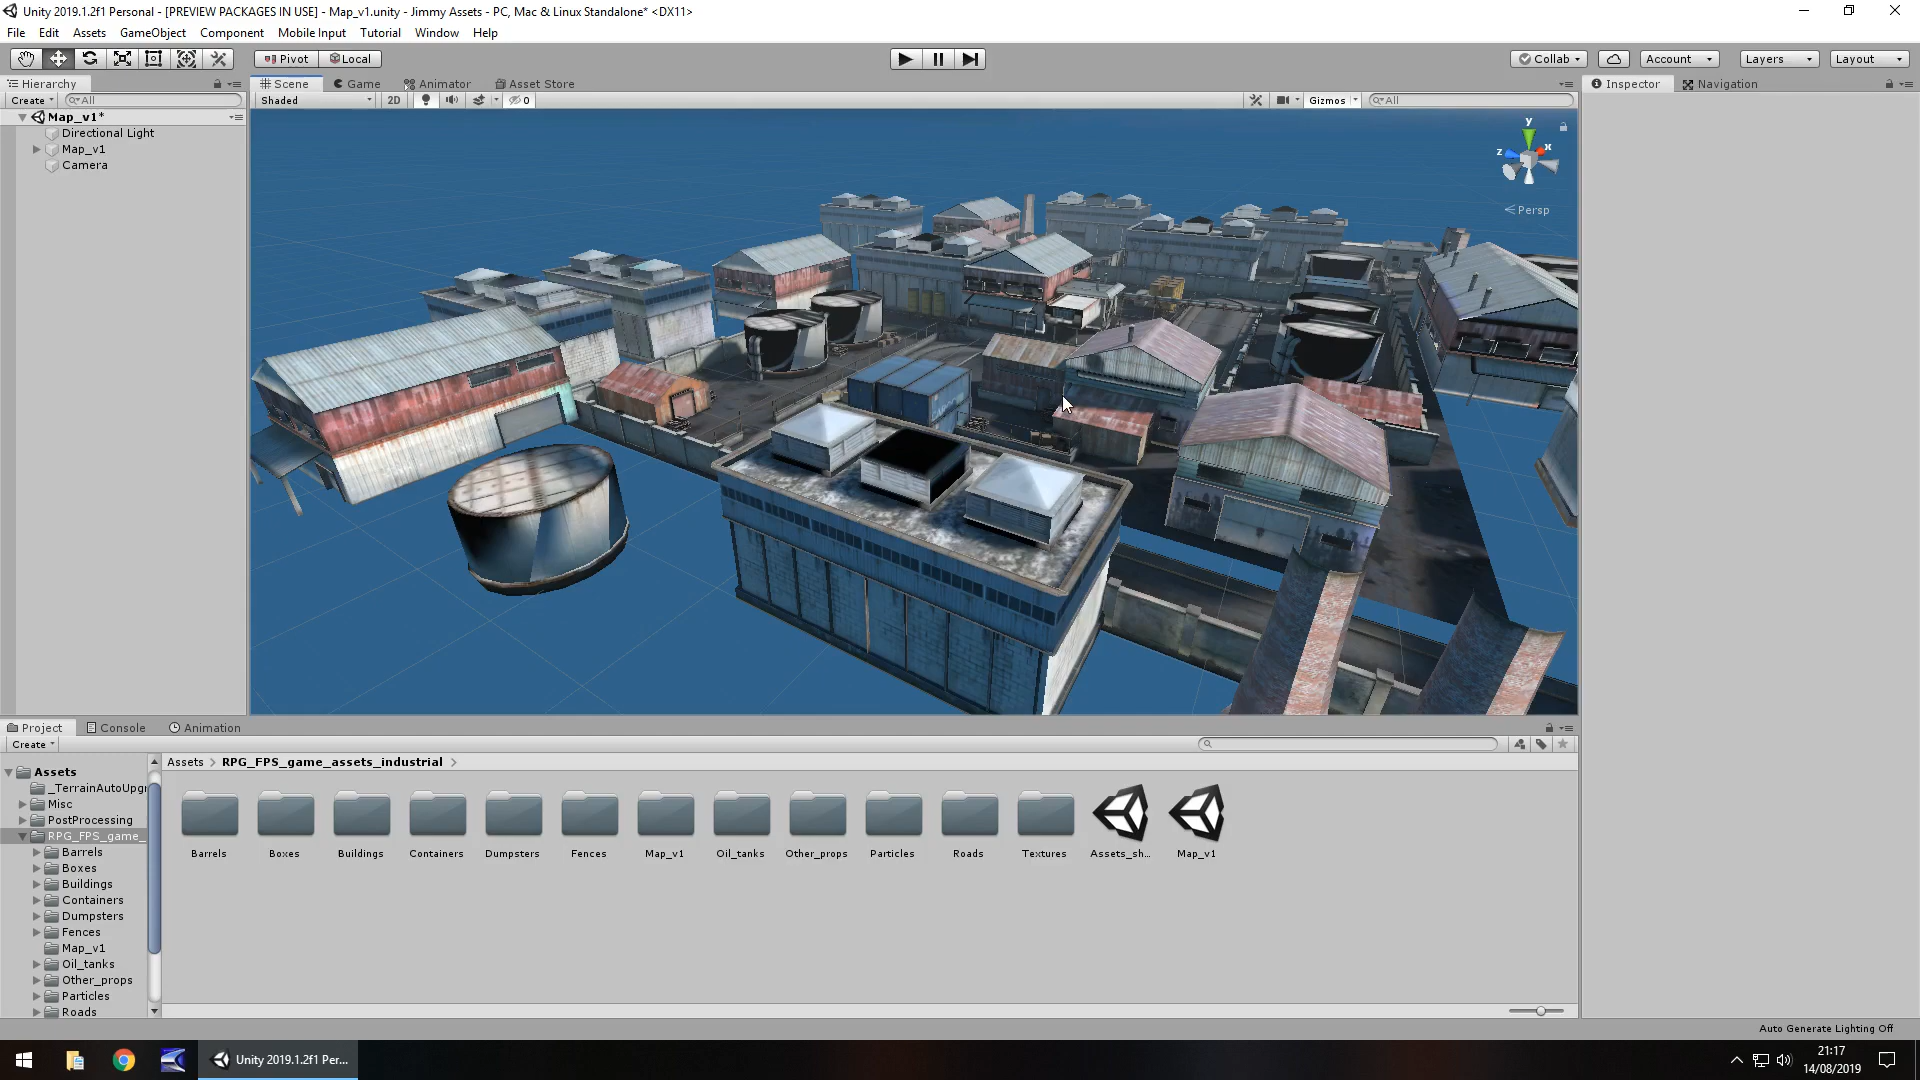 Unity 2019.1.2f1 Personal - [PREVIEW PACKAGES IN USE] - Map_v1.unity - Jimmy Assets - PC, Mac & Linux Standalone* <DX11>
File Edit Assets GameObject Component Mobile Input Tutorial Window Help
Pivot Local Collab Account Layers Layout
Hierarchy Scene Game Animator Asset Store Inspector Navigation
Create All Shaded 2D 0 Gizmos All
Map_v1*
Directional Light
Map_v1
Camera
y
z x
Persp
Project Console Animation
Create
Assets RPG_FPS_game_assets_industrial
Assets
_TerrainAutoUpgr
Misc
PostProcessing
RPG_FPS_game_
Barrels
Boxes
Buildings
Containers
Dumpsters
Fences
Map_v1
Oil_tanks
Other_props
Particles
Roads
Barrels Boxes Buildings Containers Dumpsters Fences Map_v1 Oil_tanks Other_props Particles Roads Textures Assets_sh... Map_v1
Auto Generate Lighting Off
Unity 2019.1.2f1 Per...
21:17
14/08/2019